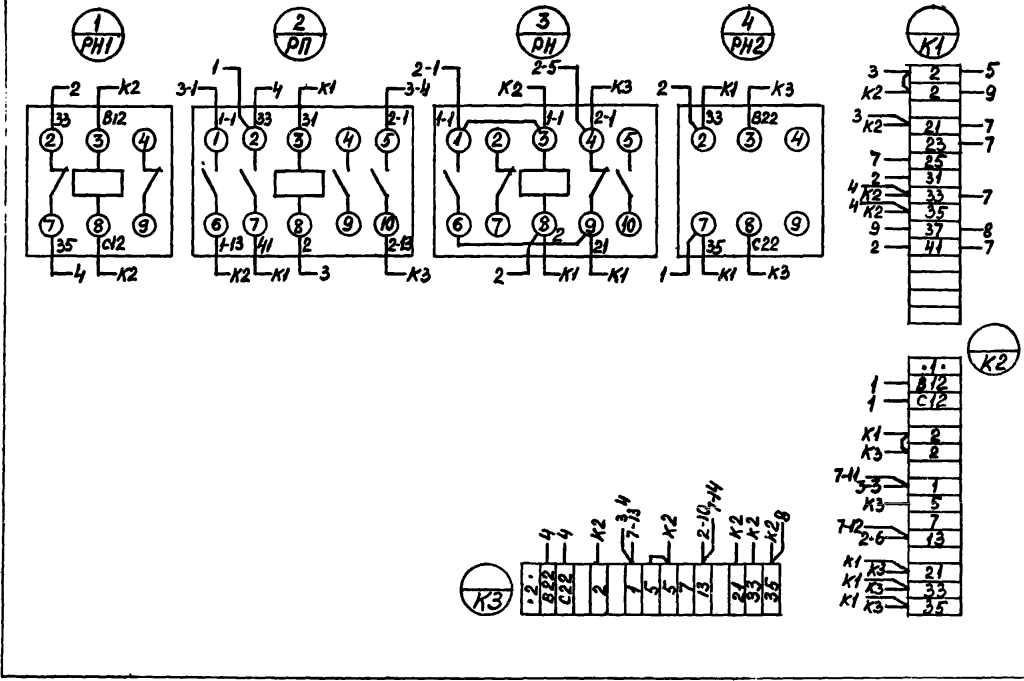 1
РН1
2
РП
3
РН
4
РН2
К1
2 К2
33 В12
2 3 4
7 8 9
35 С12
4 К2
3-1 1 4 К1 3-4
1-1 33 31 2-1
1 2 3 4 5
6 7 8 9 10
1-13 41 2 2-13
К2 К1 3 К3
2-1 К2 2-5 К3
1-1 1-1 2-1
1 2 3 4 5
6 7 8 9 10
2 21
2 К1 К1
2 К1 К3
33 В22
2 3 4
7 8 9
35 С22
1 К1 К3
3 2 5
К2 2 9
3
К2 21 7
23 7
7 25
2 31
4
К2 33 7
4
К2 35
9 37 8
2 41 7
К2
·1·
1 В12
1 С12
К1 2
К3 2
7-11
1
К3 5
7
7-12
2-6 13
К1
К3 21
К1
К3 33
К1
К3 35
К3
4 4 К2 3 4 7-13 К2 2-10 7-14 К2 К2 К2 8
·2· В22 С22 2 1 5 5 7 13 21 33 35